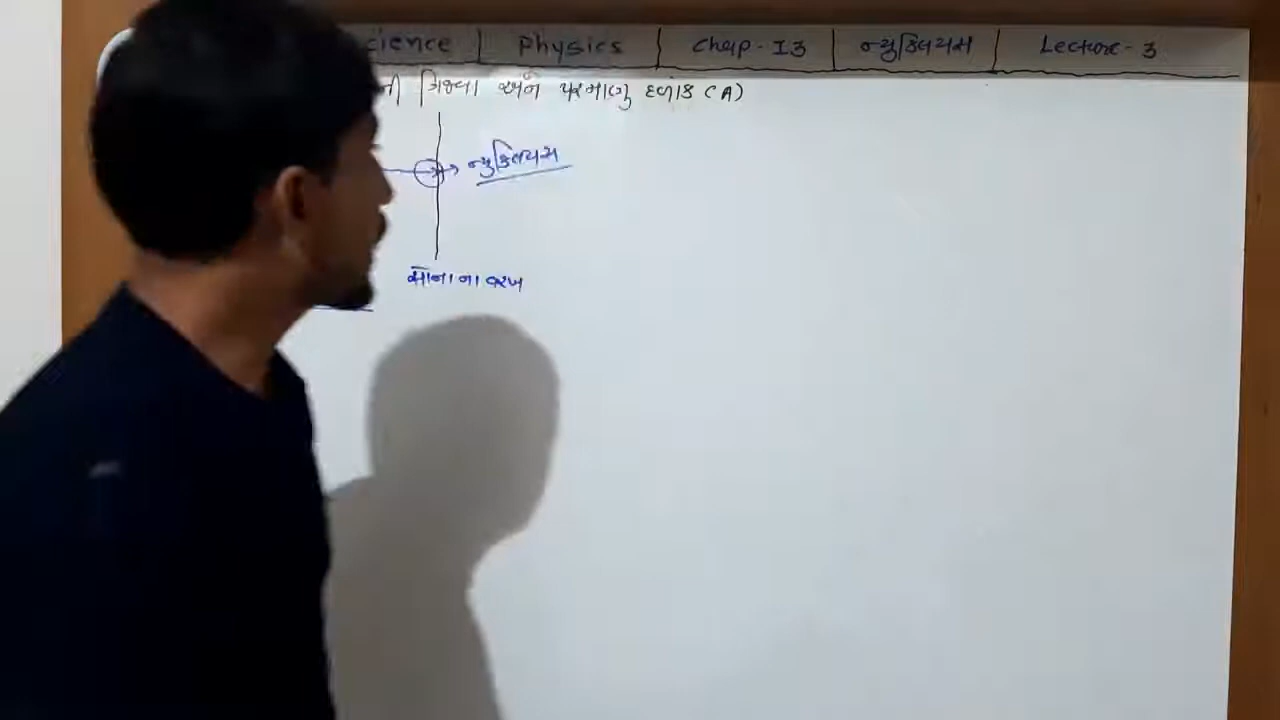 cience | Physics | Chap - 13 | ન્યુક્લિયસ | Lecture - 3
ની ત્રિજ્યા અને પરમાણુ દળાંક (A)
ન્યુક્લિયસ
સોનાના વરખ